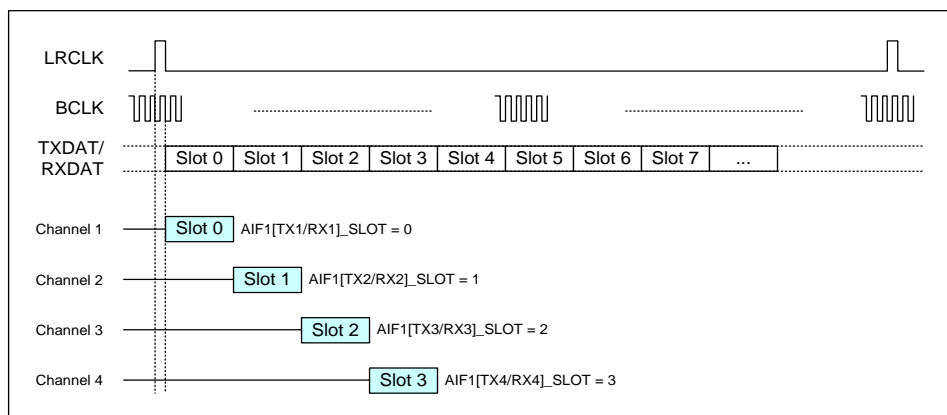 LRCLK
BCLK
TXDAT/
RXDAT
Slot 0 Slot 1 Slot 2 Slot 3 Slot 4 Slot 5 Slot 6 Slot 7 ...
Channel 1 Slot 0 AIF1[TX1/RX1]_SLOT = 0
Channel 2 Slot 1 AIF1[TX2/RX2]_SLOT = 1
Channel 3 Slot 2 AIF1[TX3/RX3]_SLOT = 2
Channel 4 Slot 3 AIF1[TX4/RX4]_SLOT = 3